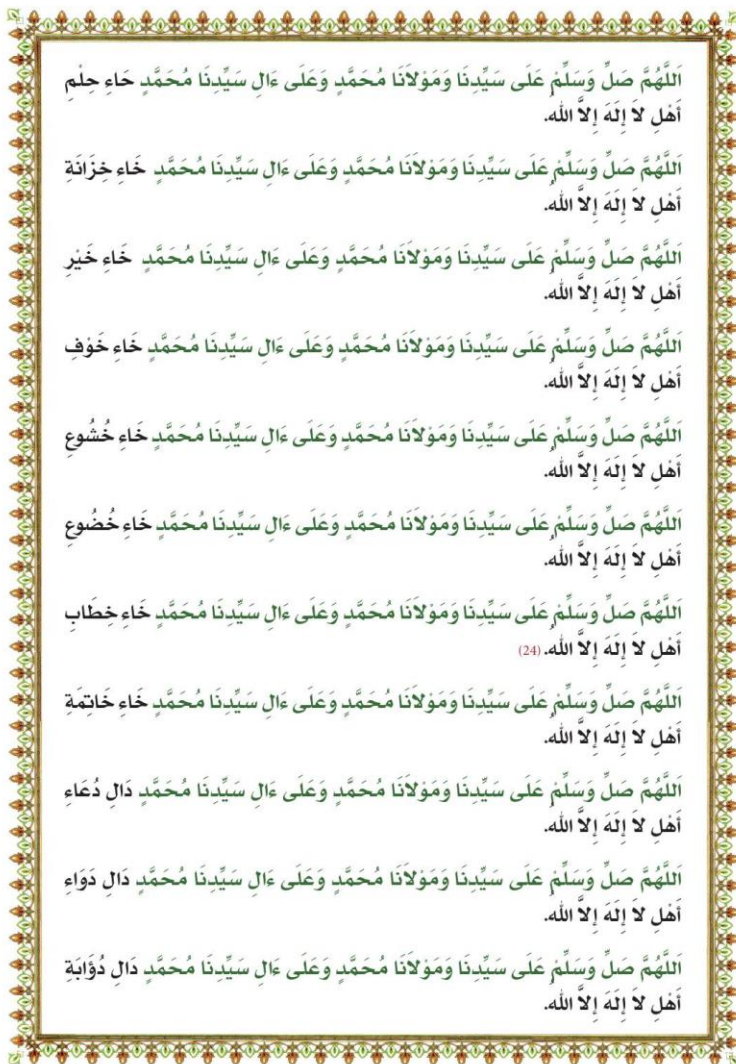 اَللَّهُمَّ صَلِّ وَسَلِّمْ عَلَى سَيِّدِنَا وَمَوْلاَنَا مُحَمَّدٍ وَعَلَى ءَالِ سَيِّدِنَا مُحَمَّدٍ حَاءِ حِلْمِ
أَهْلِ لاَ إِلَهَ إِلاَّ الله.
اَللَّهُمَّ صَلِّ وَسَلِّمْ عَلَى سَيِّدِنَا وَمَوْلاَنَا مُحَمَّدٍ وَعَلَى ءَالِ سَيِّدِنَا مُحَمَّدٍ خَاءِ خِزَانَةِ
أَهْلِ لاَ إِلَهَ إِلاَّ الله.
اَللَّهُمَّ صَلِّ وَسَلِّمْ عَلَى سَيِّدِنَا وَمَوْلاَنَا مُحَمَّدٍ وَعَلَى ءَالِ سَيِّدِنَا مُحَمَّدٍ خَاءِ خَيْرِ
أَهْلِ لاَ إِلَهَ إِلاَّ الله.
اَللَّهُمَّ صَلِّ وَسَلِّمْ عَلَى سَيِّدِنَا وَمَوْلاَنَا مُحَمَّدٍ وَعَلَى ءَالِ سَيِّدِنَا مُحَمَّدٍ خَاءِ خَوْفِ
أَهْلِ لاَ إِلَهَ إِلاَّ الله.
اَللَّهُمَّ صَلِّ وَسَلِّمْ عَلَى سَيِّدِنَا وَمَوْلاَنَا مُحَمَّدٍ وَعَلَى ءَالِ سَيِّدِنَا مُحَمَّدٍ خَاءِ خُشُوعِ
أَهْلِ لاَ إِلَهَ إِلاَّ الله.
اَللَّهُمَّ صَلِّ وَسَلِّمْ عَلَى سَيِّدِنَا وَمَوْلاَنَا مُحَمَّدٍ وَعَلَى ءَالِ سَيِّدِنَا مُحَمَّدٍ خَاءِ خُضُوعِ
أَهْلِ لاَ إِلَهَ إِلاَّ الله.
اَللَّهُمَّ صَلِّ وَسَلِّمْ عَلَى سَيِّدِنَا وَمَوْلاَنَا مُحَمَّدٍ وَعَلَى ءَالِ سَيِّدِنَا مُحَمَّدٍ خَاءِ خِطَابِ
أَهْلِ لاَ إِلَهَ إِلاَّ الله. (24)
اَللَّهُمَّ صَلِّ وَسَلِّمْ عَلَى سَيِّدِنَا وَمَوْلاَنَا مُحَمَّدٍ وَعَلَى ءَالِ سَيِّدِنَا مُحَمَّدٍ خَاءِ خَاتِمَةِ
أَهْلِ لاَ إِلَهَ إِلاَّ الله.
اَللَّهُمَّ صَلِّ وَسَلِّمْ عَلَى سَيِّدِنَا وَمَوْلاَنَا مُحَمَّدٍ وَعَلَى ءَالِ سَيِّدِنَا مُحَمَّدٍ دَالِ دُعَاءِ
أَهْلِ لاَ إِلَهَ إِلاَّ الله.
اَللَّهُمَّ صَلِّ وَسَلِّمْ عَلَى سَيِّدِنَا وَمَوْلاَنَا مُحَمَّدٍ وَعَلَى ءَالِ سَيِّدِنَا مُحَمَّدٍ دَالِ دَوَاءِ
أَهْلِ لاَ إِلَهَ إِلاَّ الله.
اَللَّهُمَّ صَلِّ وَسَلِّمْ عَلَى سَيِّدِنَا وَمَوْلاَنَا مُحَمَّدٍ وَعَلَى ءَالِ سَيِّدِنَا مُحَمَّدٍ دَالِ دُؤَابَةِ
أَهْلِ لاَ إِلَهَ إِلاَّ الله.